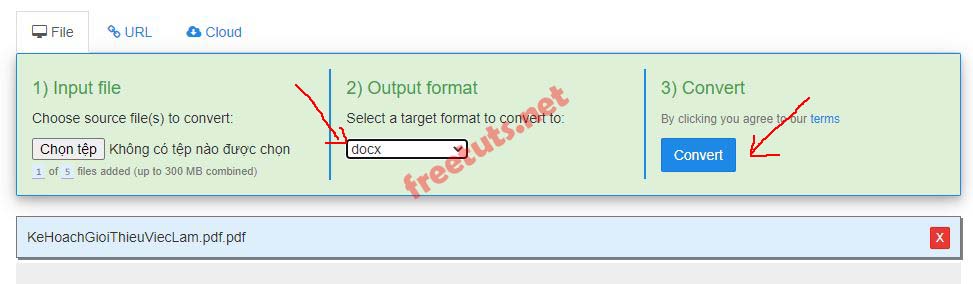 File URL Cloud
1) Input file
Choose source file(s) to convert:
Chọn tệp Không có tệp nào được chọn
1 of 5 files added (up to 300 MB combined)
2) Output format
Select a target format to convert to:
docx
3) Convert
By clicking you agree to our terms
Convert
freetuts.net
KeHoachGioiThieuViecLam.pdf.pdf
X